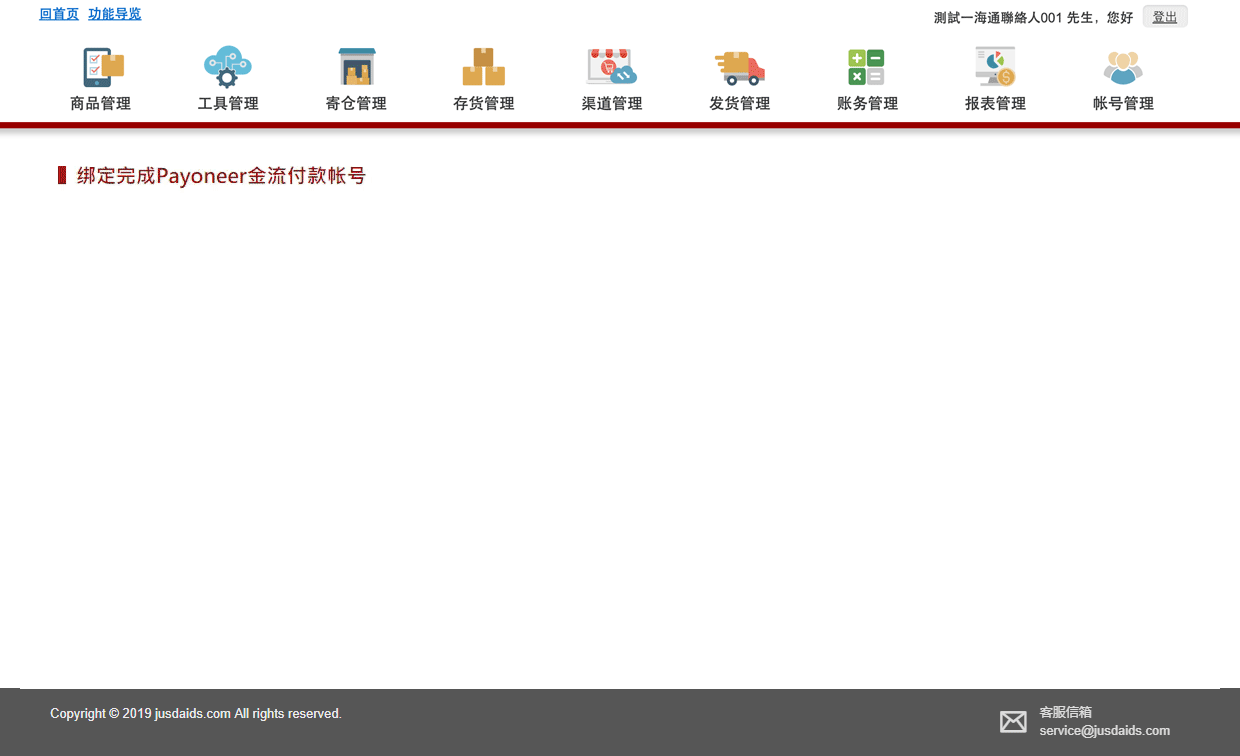 回首页 功能导览
測試一海通聯絡人001 先生，您好 登出
商品管理 工具管理 寄仓管理 存货管理 渠道管理 发货管理 账务管理 报表管理 帐号管理
绑定完成Payoneer金流付款帐号
Copyright © 2019 jusdaids.com All rights reserved.
客服信箱
service@jusdaids.com